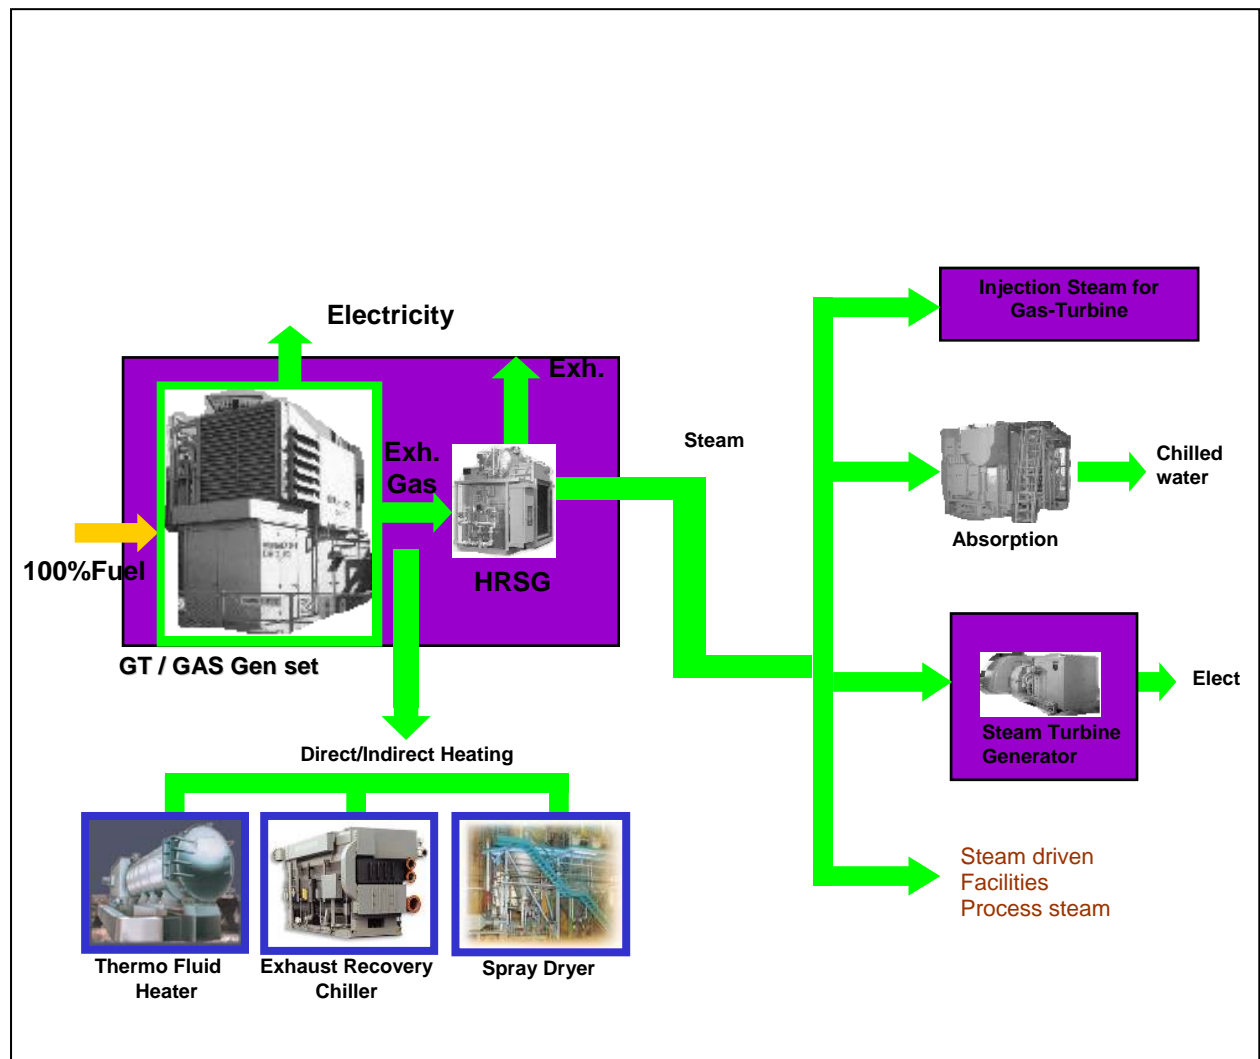 Injection Steam for
Gas-Turbine
Electricity
Exh.
Steam
Exh.
Gas
Chilled
water
Absorption
100%Fuel
HRSG
GT / GAS Gen set
Elect
Steam Turbine
Generator
Direct/Indirect Heating
Steam driven
Facilities
Process steam
Thermo Fluid
Heater
Exhaust Recovery
Chiller
Spray Dryer